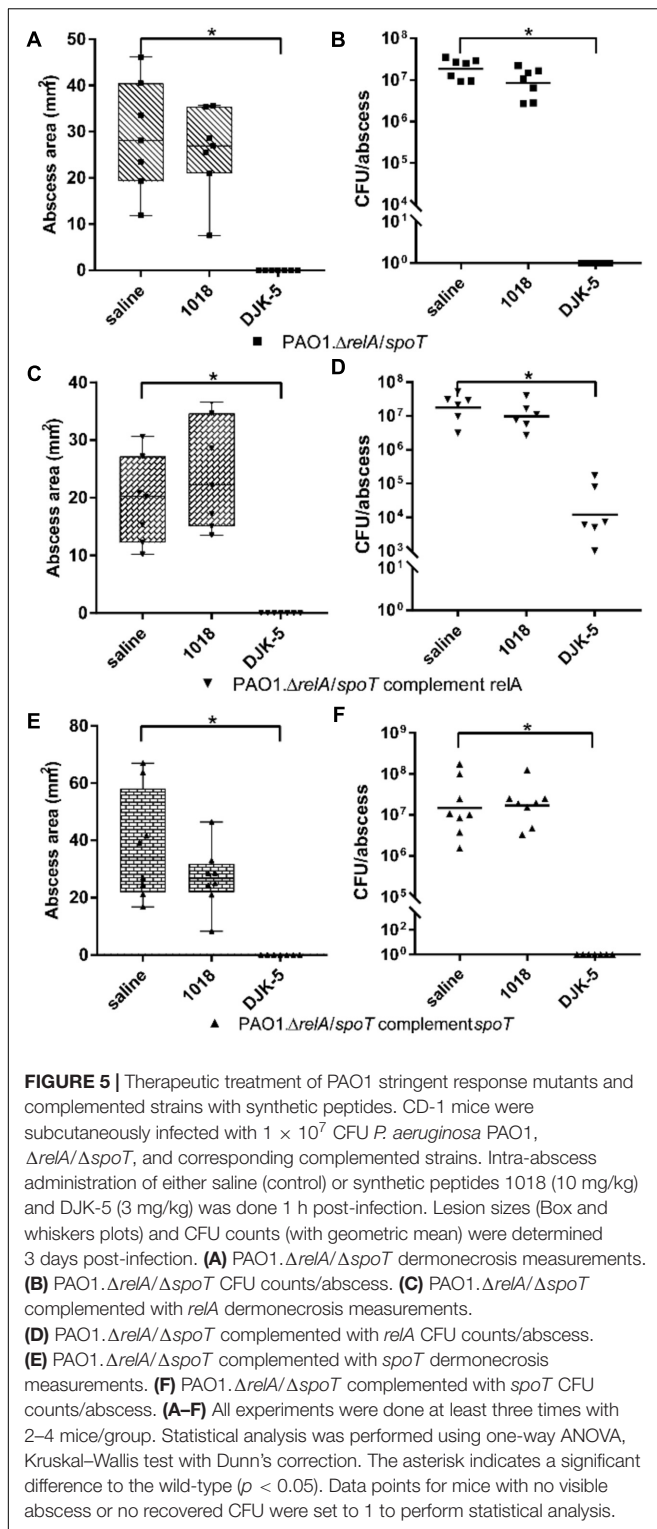 A
B
*
*
Abscess area (mm²)
50
40
30
20
10
0
saline
1018
DJK-5
CFU/abscess
10⁸
10⁷
10⁶
10⁵
10⁴
10¹
10⁰
saline
1018
DJK-5
■ PAO1.ΔrelA/spoT
C
D
*
*
Abscess area (mm²)
40
30
20
10
0
saline
1018
DJK-5
CFU/abscess
10⁸
10⁷
10⁶
10⁵
10⁴
10³
10¹
10⁰
saline
1018
DJK-5
▼ PAO1.ΔrelA/spoT complement relA
E
F
*
*
Abscess area (mm²)
80
60
40
20
0
saline
1018
DJK-5
CFU/abscess
10⁹
10⁸
10⁷
10⁶
10⁵
10²
10⁰
saline
1018
DJK-5
▲ PAO1.ΔrelA/spoT complement spoT
FIGURE 5 | Therapeutic treatment of PAO1 stringent response mutants and
complemented strains with synthetic peptides. CD-1 mice were
subcutaneously infected with 1 × 10⁷ CFU P. aeruginosa PAO1,
ΔrelA/ΔspoT, and corresponding complemented strains. Intra-abscess
administration of either saline (control) or synthetic peptides 1018 (10 mg/kg)
and DJK-5 (3 mg/kg) was done 1 h post-infection. Lesion sizes (Box and
whiskers plots) and CFU counts (with geometric mean) were determined
3 days post-infection. (A) PAO1.ΔrelA/ΔspoT dermonecrosis measurements.
(B) PAO1.ΔrelA/ΔspoT CFU counts/abscess. (C) PAO1.ΔrelA/ΔspoT
complemented with relA dermonecrosis measurements.
(D) PAO1.ΔrelA/ΔspoT complemented with relA CFU counts/abscess.
(E) PAO1.ΔrelA/ΔspoT complemented with spoT dermonecrosis
measurements. (F) PAO1.ΔrelA/ΔspoT complemented with spoT CFU
counts/abscess. (A–F) All experiments were done at least three times with
2–4 mice/group. Statistical analysis was performed using one-way ANOVA,
Kruskal–Wallis test with Dunn's correction. The asterisk indicates a significant
difference to the wild-type (p < 0.05). Data points for mice with no visible
abscess or no recovered CFU were set to 1 to perform statistical analysis.